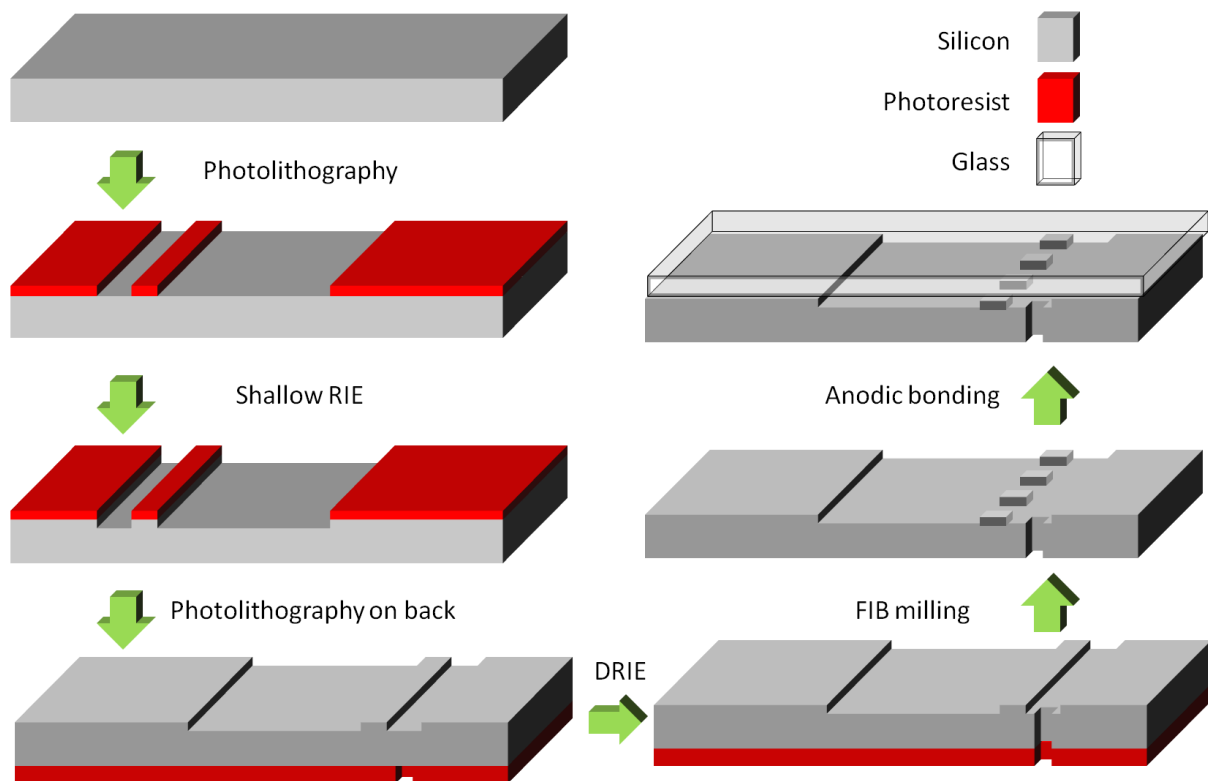 Silicon
Photoresist
Glass
Photolithography
Shallow RIE
Photolithography on back
DRIE
FIB milling
Anodic bonding